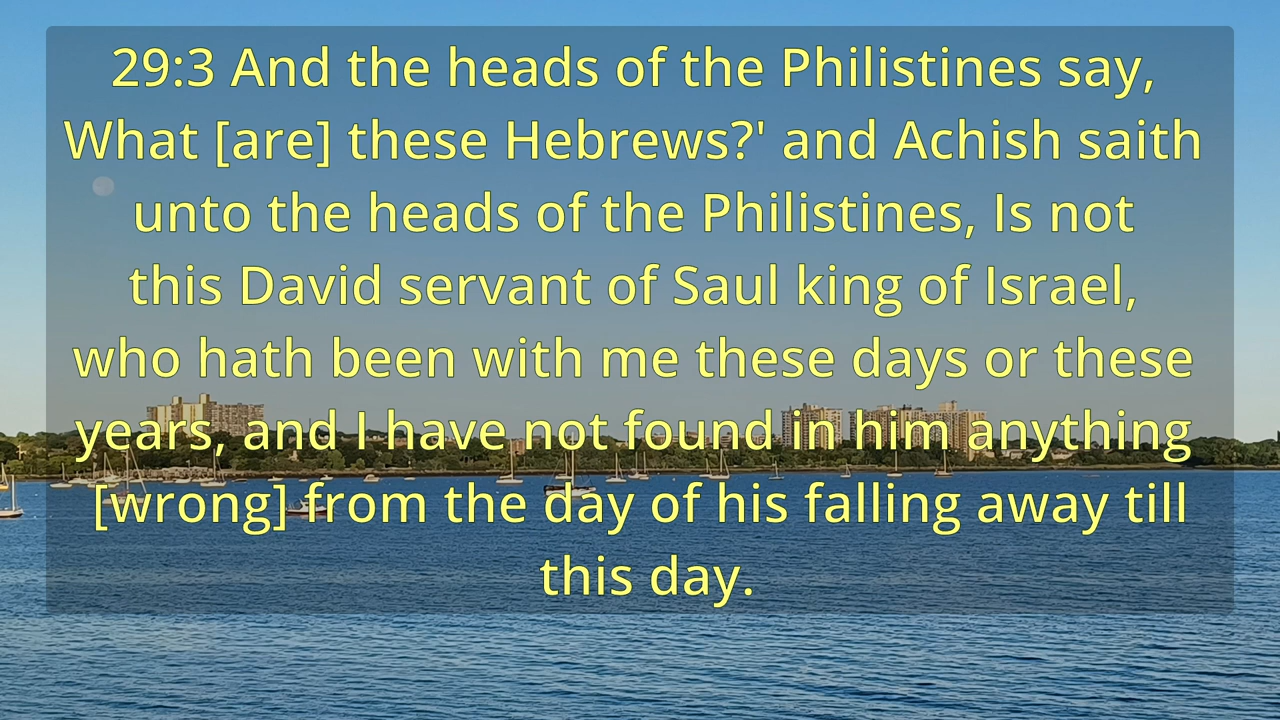 29:3 And the heads of the Philistines say,
What [are] these Hebrews?' and Achish saith
unto the heads of the Philistines, Is not
this David servant of Saul king of Israel,
who hath been with me these days or these
years, and I have not found in him anything
[wrong] from the day of his falling away till
this day.